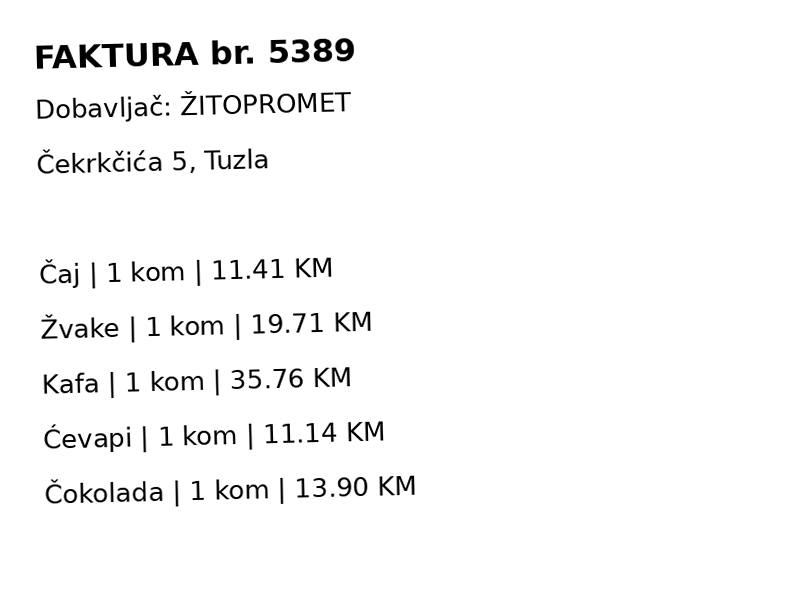 FAKTURA br. 5389
Dobavljač: ŽITOPROMET
Čekrkčića 5, Tuzla
Čaj | 1 kom | 11.41 KM
Žvake | 1 kom | 19.71 KM
Kafa | 1 kom | 35.76 KM
Ćevapi | 1 kom | 11.14 KM
Čokolada | 1 kom | 13.90 KM